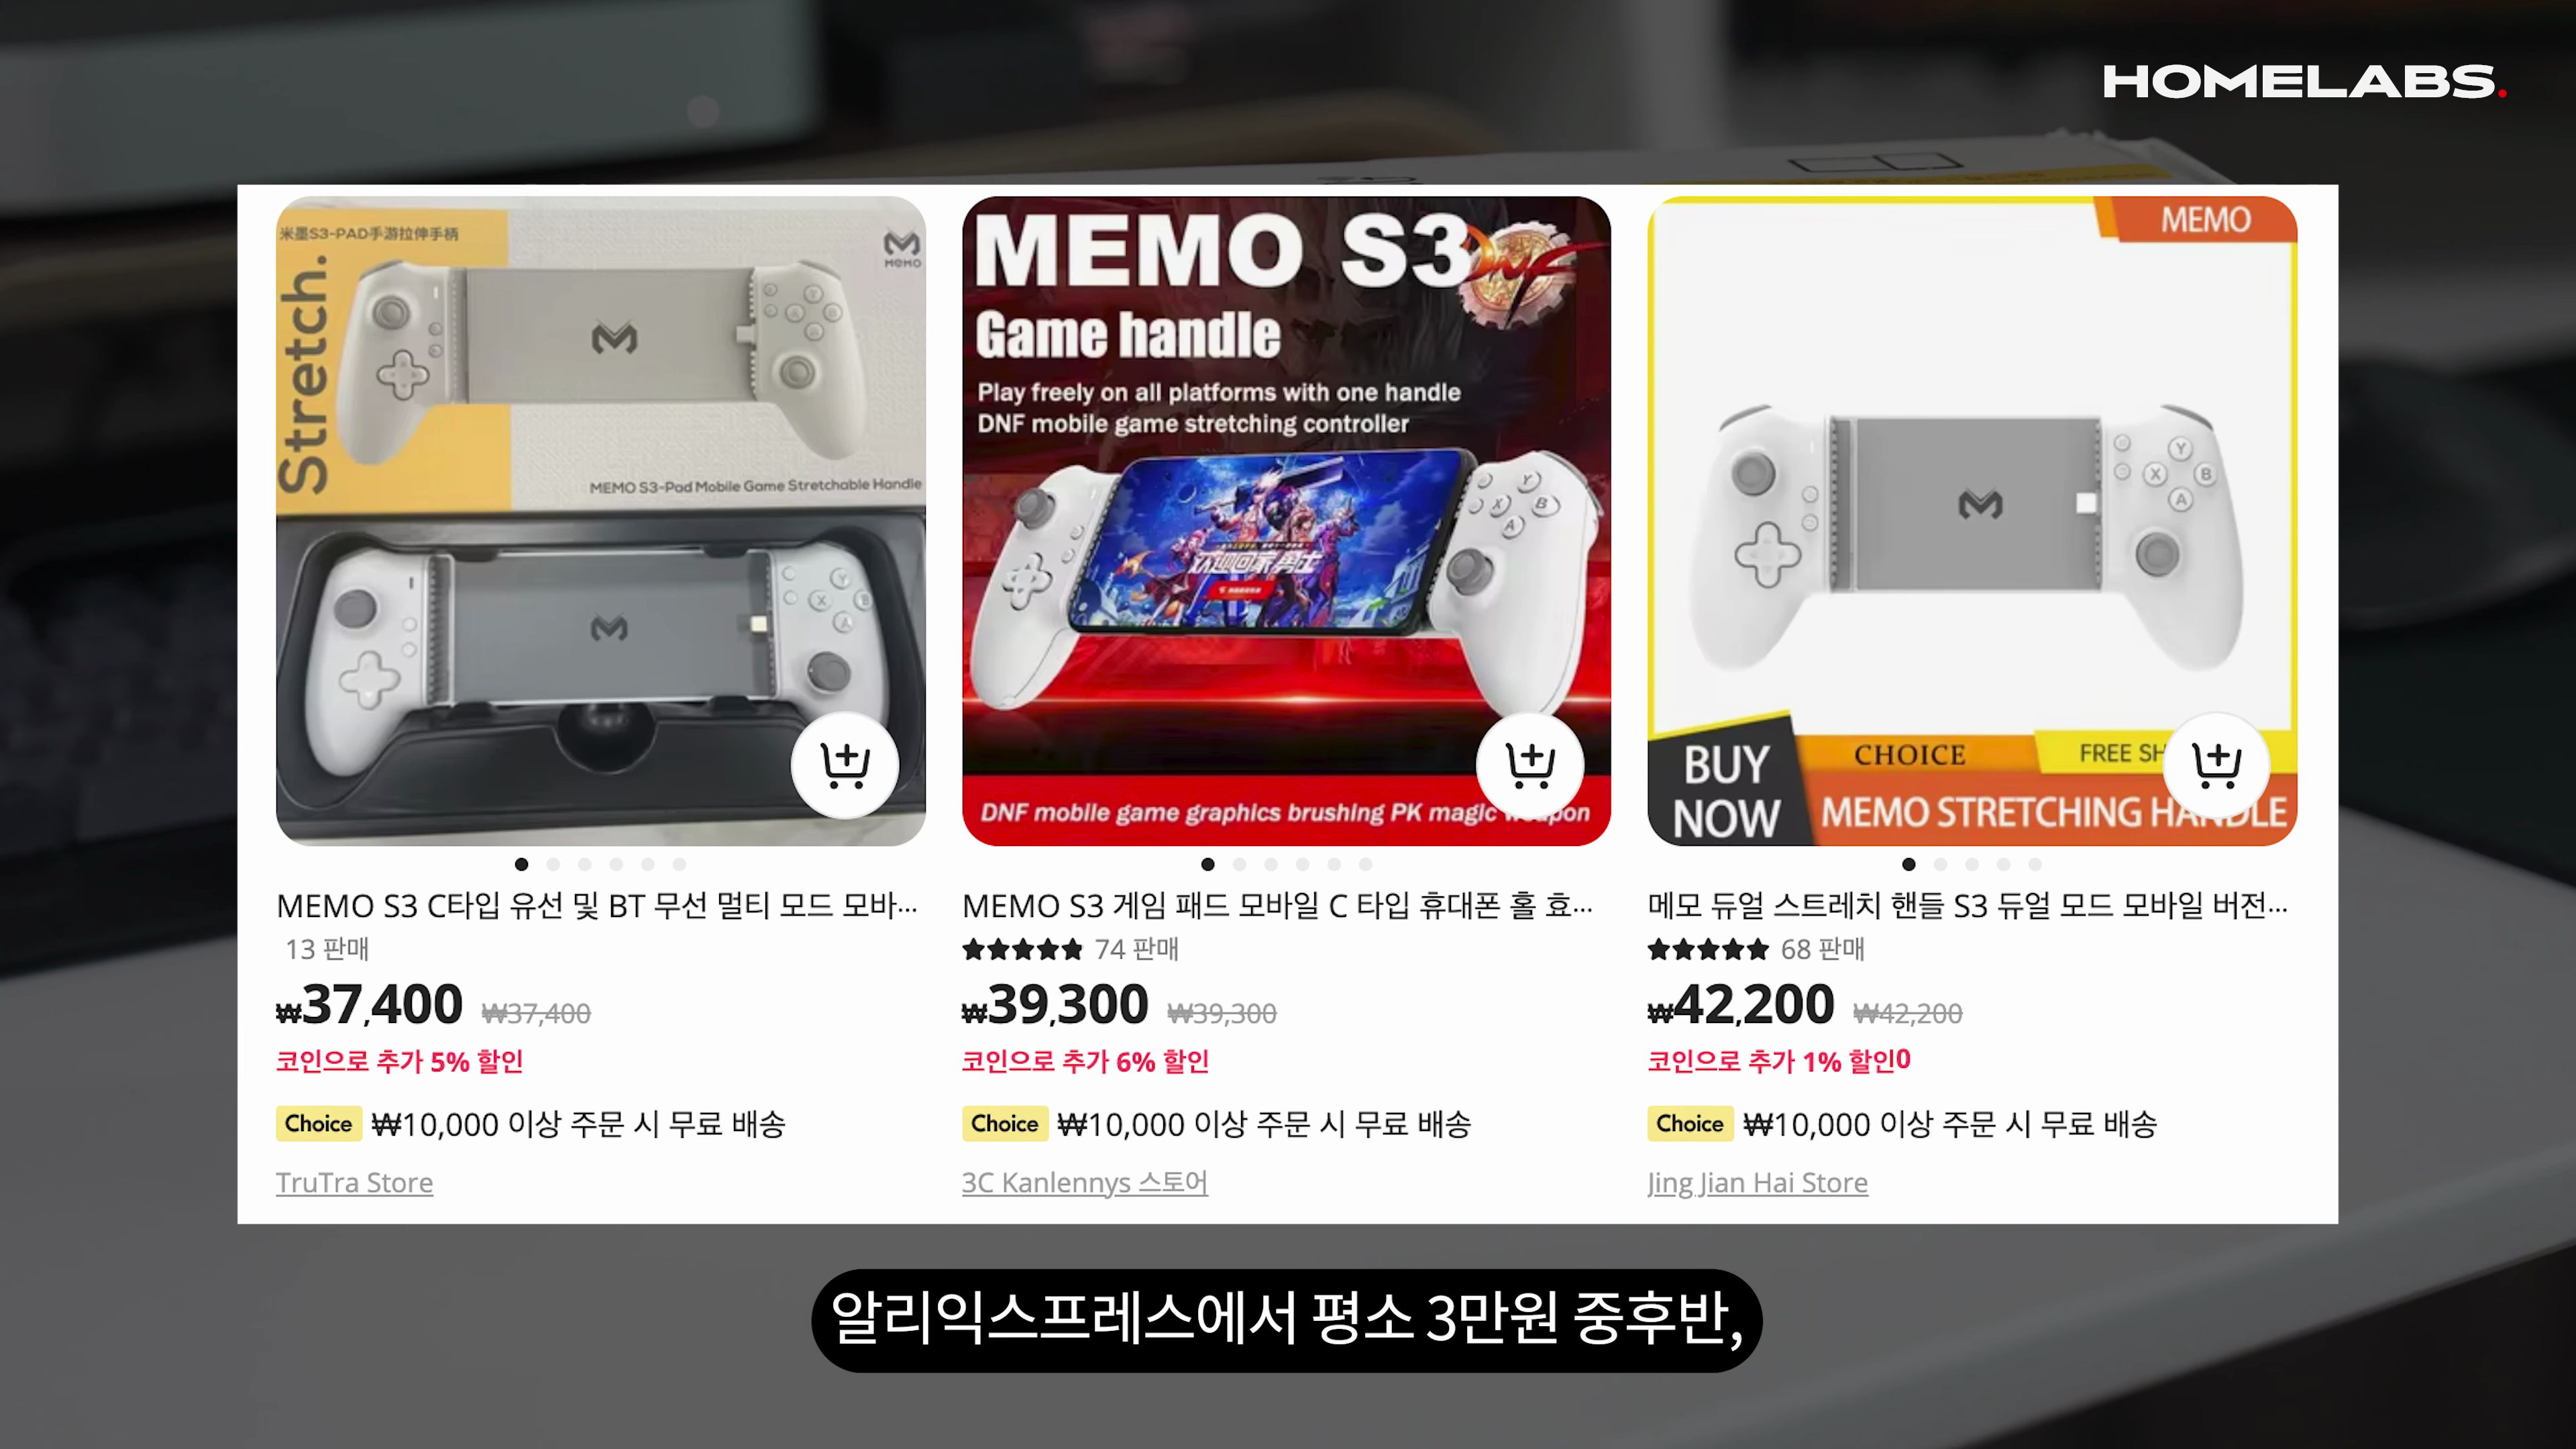 HOMELABS.
米墨S3-PAD手游拉伸手柄
MEMO
Stretch.
MEMO S3-Pad Mobile Game Stretchable Handle
MEMO S3
DNF
Game handle
Play freely on all platforms with one handle
DNF mobile game stretching controller
Y
X
B
A
欢迎回家勇士
DNF mobile game graphics brushing PK magic
MEMO
Y
X
B
A
BUY
NOW
CHOICE
FREE
MEMO STRETCHING HANDLE
MEMO S3 C타입 유선 및 BT 무선 멀티 모드 모바...
13 판매
₩37,400 ₩37,400
코인으로 추가 5% 할인
Choice ₩10,000 이상 주문 시 무료 배송
TruTra Store
MEMO S3 게임 패드 모바일 C 타입 휴대폰 홀 효...
74 판매
₩39,300 ₩39,300
코인으로 추가 6% 할인
Choice ₩10,000 이상 주문 시 무료 배송
3C Kanlennys 스토어
메모 듀얼 스트레치 핸들 S3 듀얼 모드 모바일 버전...
68 판매
₩42,200 ₩42,200
코인으로 추가 1% 할인0
Choice ₩10,000 이상 주문 시 무료 배송
Jing Jian Hai Store
알리익스프레스에서 평소 3만원 중후반,